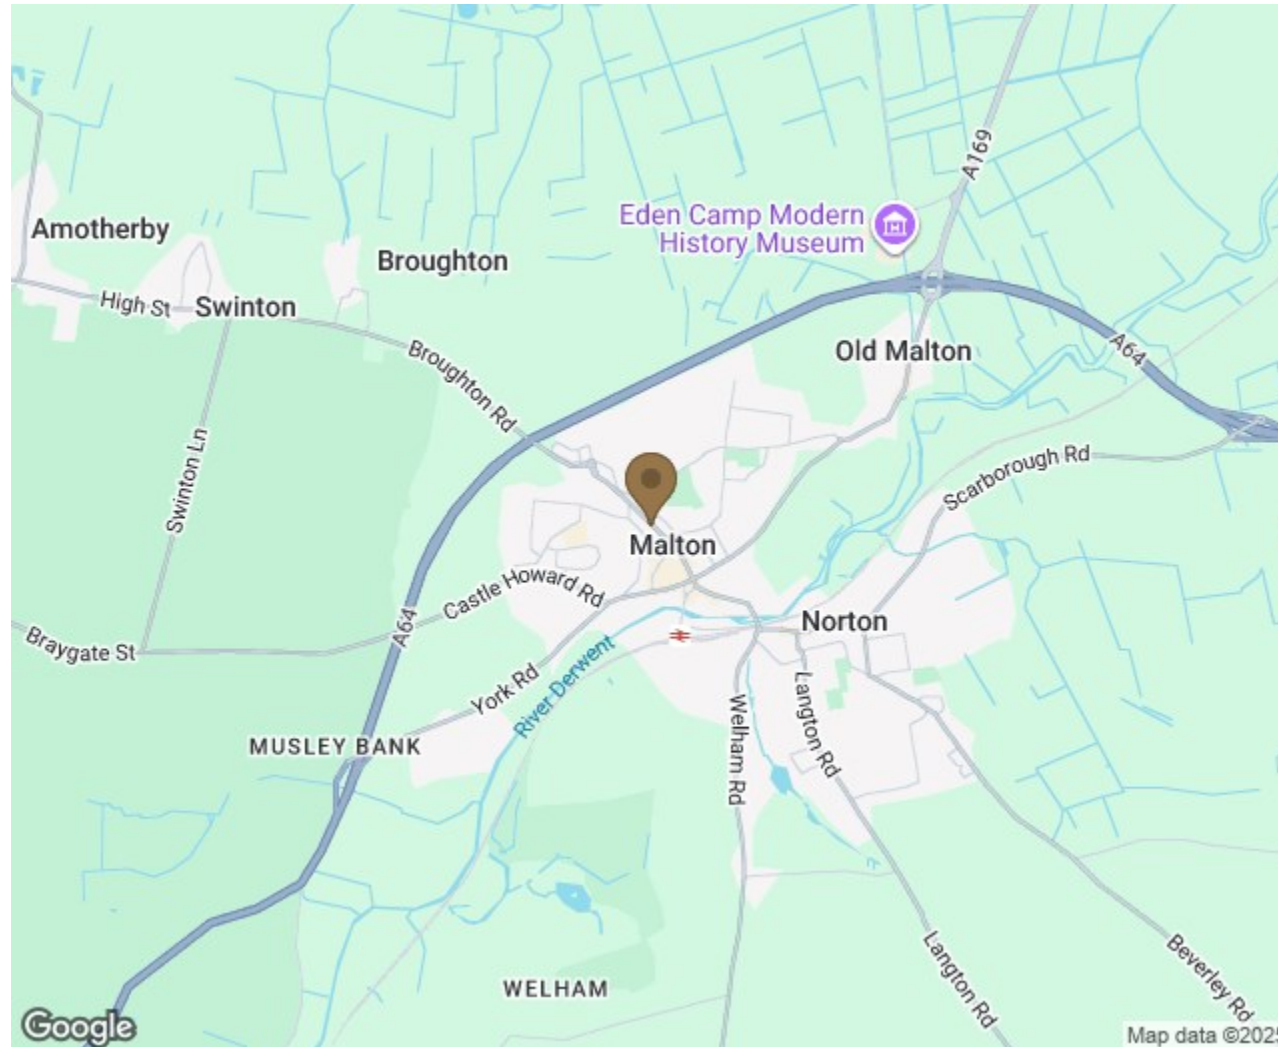 A169
Eden Camp Modern
History Museum
Amotherby
Broughton
High St
Swinton
Broughton Rd
Old Malton
A64
Swinton Ln
Scarborough Rd
Malton
Castle Howard Rd
A64
Norton
Braygate St
York Rd
River Derwent
Langton Rd
Welham Rd
MUSLEY BANK
WELHAM
Langton Rd
Beverley Rd
Google
Map data ©2025